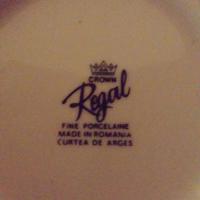 CROWN
Regal
FINE PORCELAINE
MADE IN ROMANIA
CURTEA DE ARGES